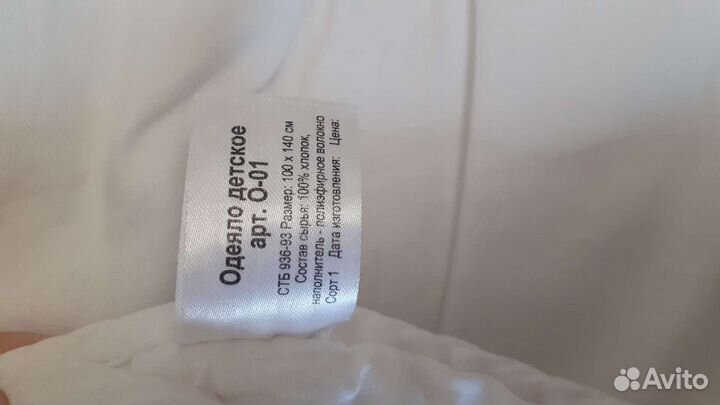 Одеяло детское
арт. О-01
СТБ 936-93 Размер: 100 х 140 см
Состав сырья: 100% хлопок,
наполнитель - полиэфирное волокно
Сорт 1 Дата изготовления: Цена:
Avito